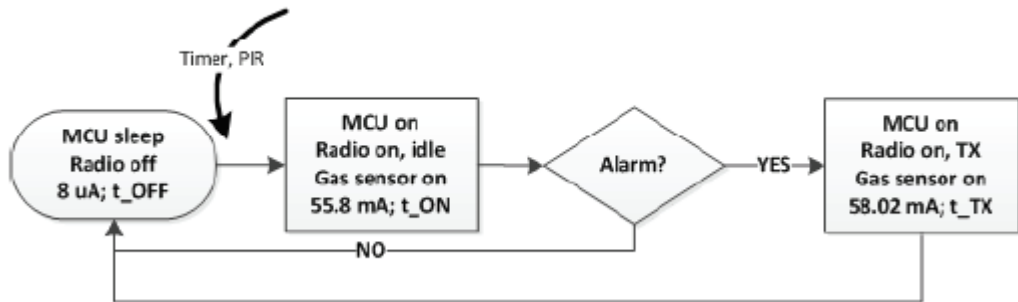 Timer, PIR
MCU sleep
Radio off
8 uA; t_OFF
MCU on
Radio on, idle
Gas sensor on
55.8 mA; t_ON
Alarm?
YES
MCU on
Radio on, TX
Gas sensor on
58.02 mA; t_TX
NO